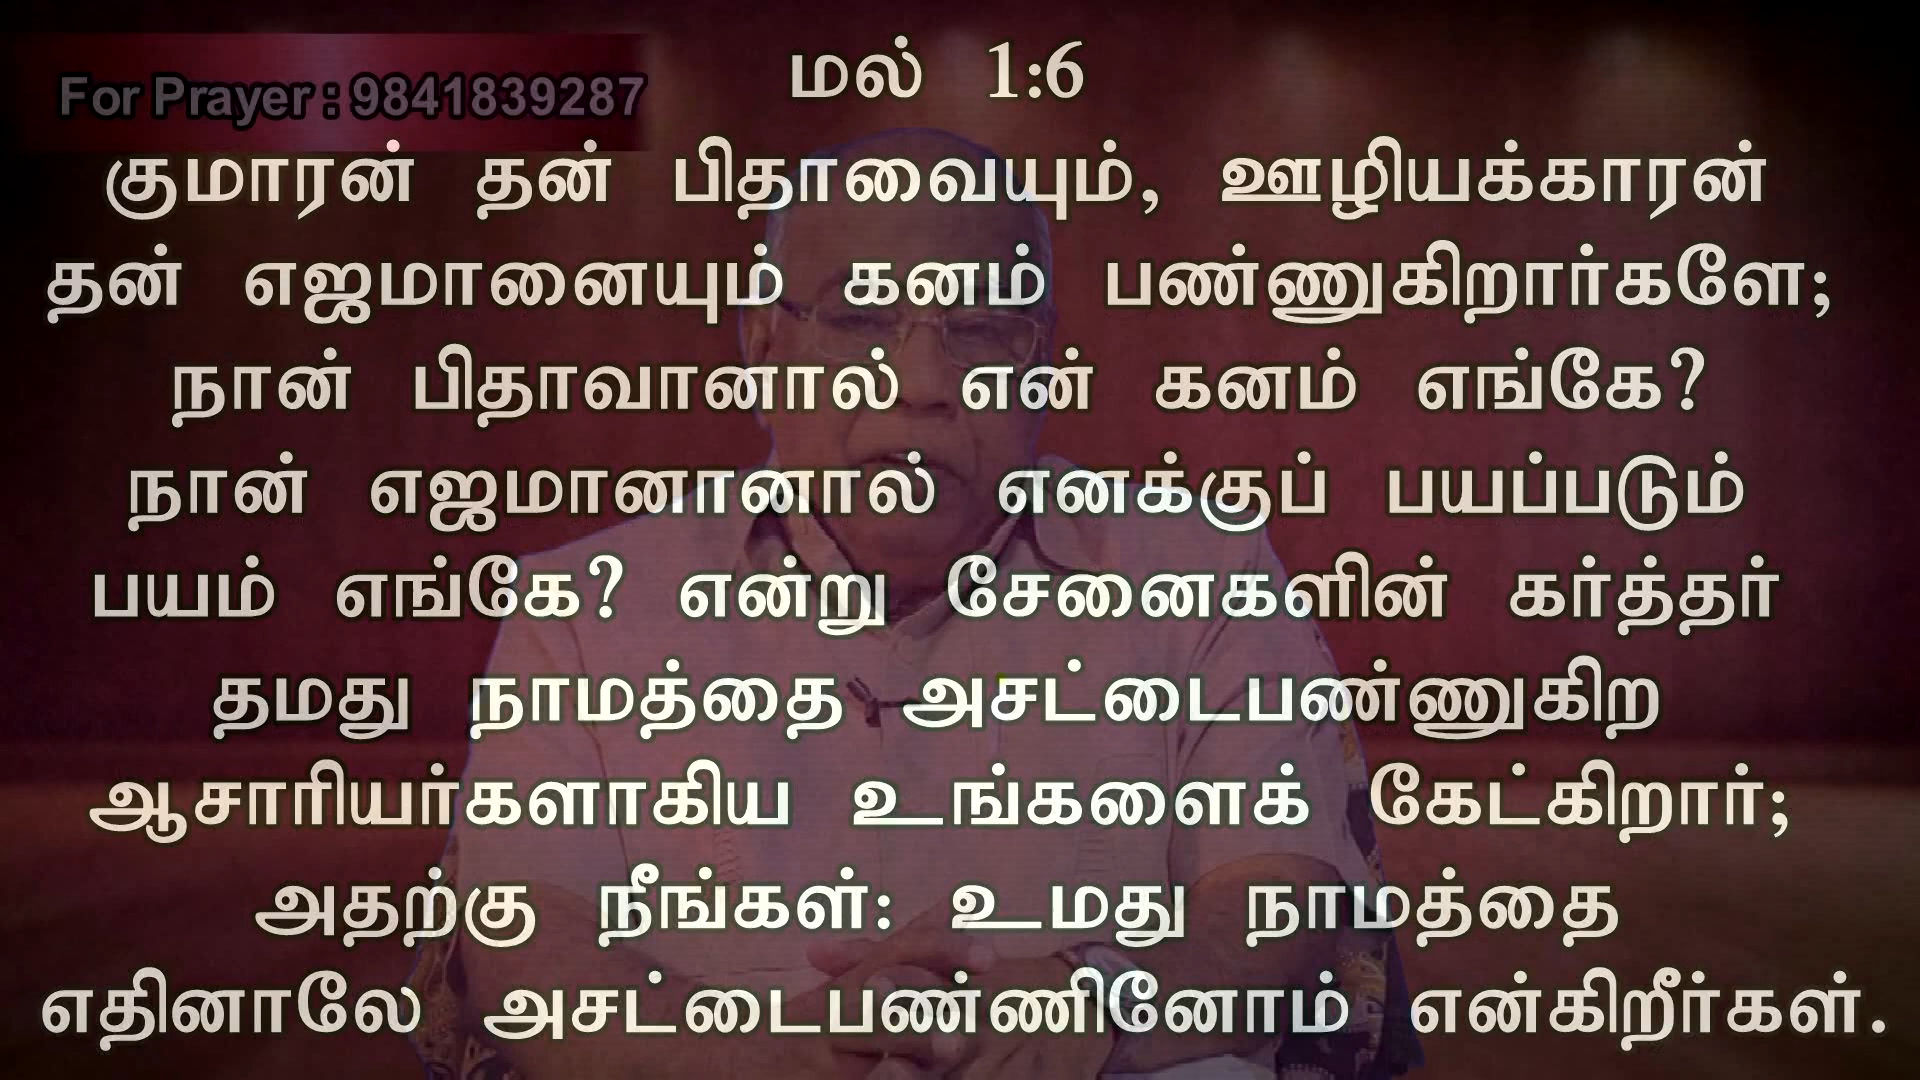 For Prayer : 9841839287
மல் 1:6
குமாரன் தன் பிதாவையும், ஊழியக்காரன்
தன் எஜமானையும் கனம் பண்ணுகிறார்களே;
நான் பிதாவானால் என் கனம் எங்கே?
நான் எஜமானானால் எனக்குப் பயப்படும்
பயம் எங்கே? என்று சேனைகளின் கர்த்தர்
தமது நாமத்தை அசட்டைபண்ணுகிற
ஆசாரியர்களாகிய உங்களைக் கேட்கிறார்;
அதற்கு நீங்கள்: உமது நாமத்தை
எதினாலே அசட்டைபண்ணினோம் என்கிறீர்கள்.